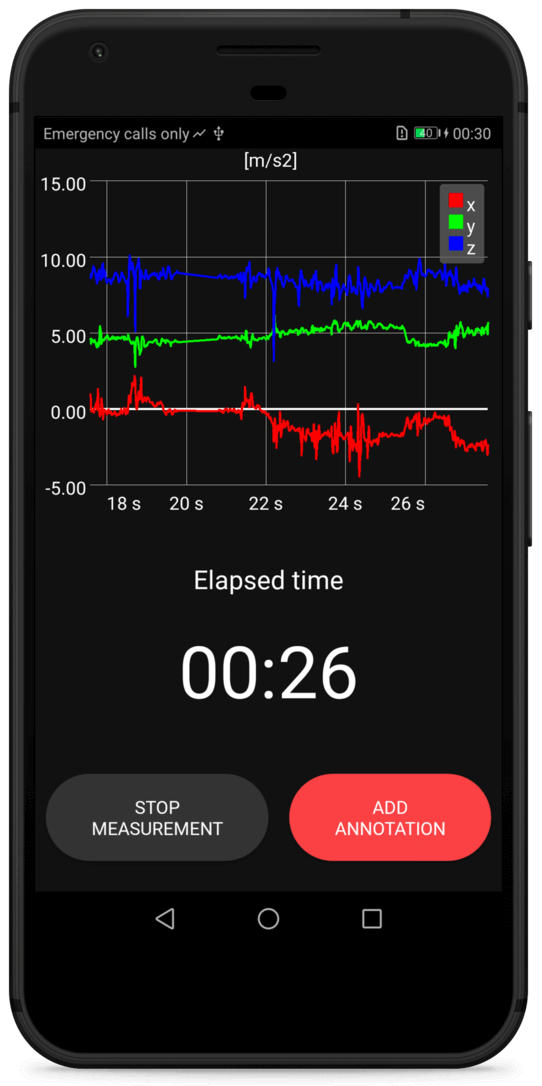 Emergency calls only
40
00:30
[m/s2]
15.00
10.00
5.00
0.00
-5.00
x
y
z
18 s
20 s
22 s
24 s
26 s
Elapsed time
00:26
STOP
MEASUREMENT
ADD
ANNOTATION